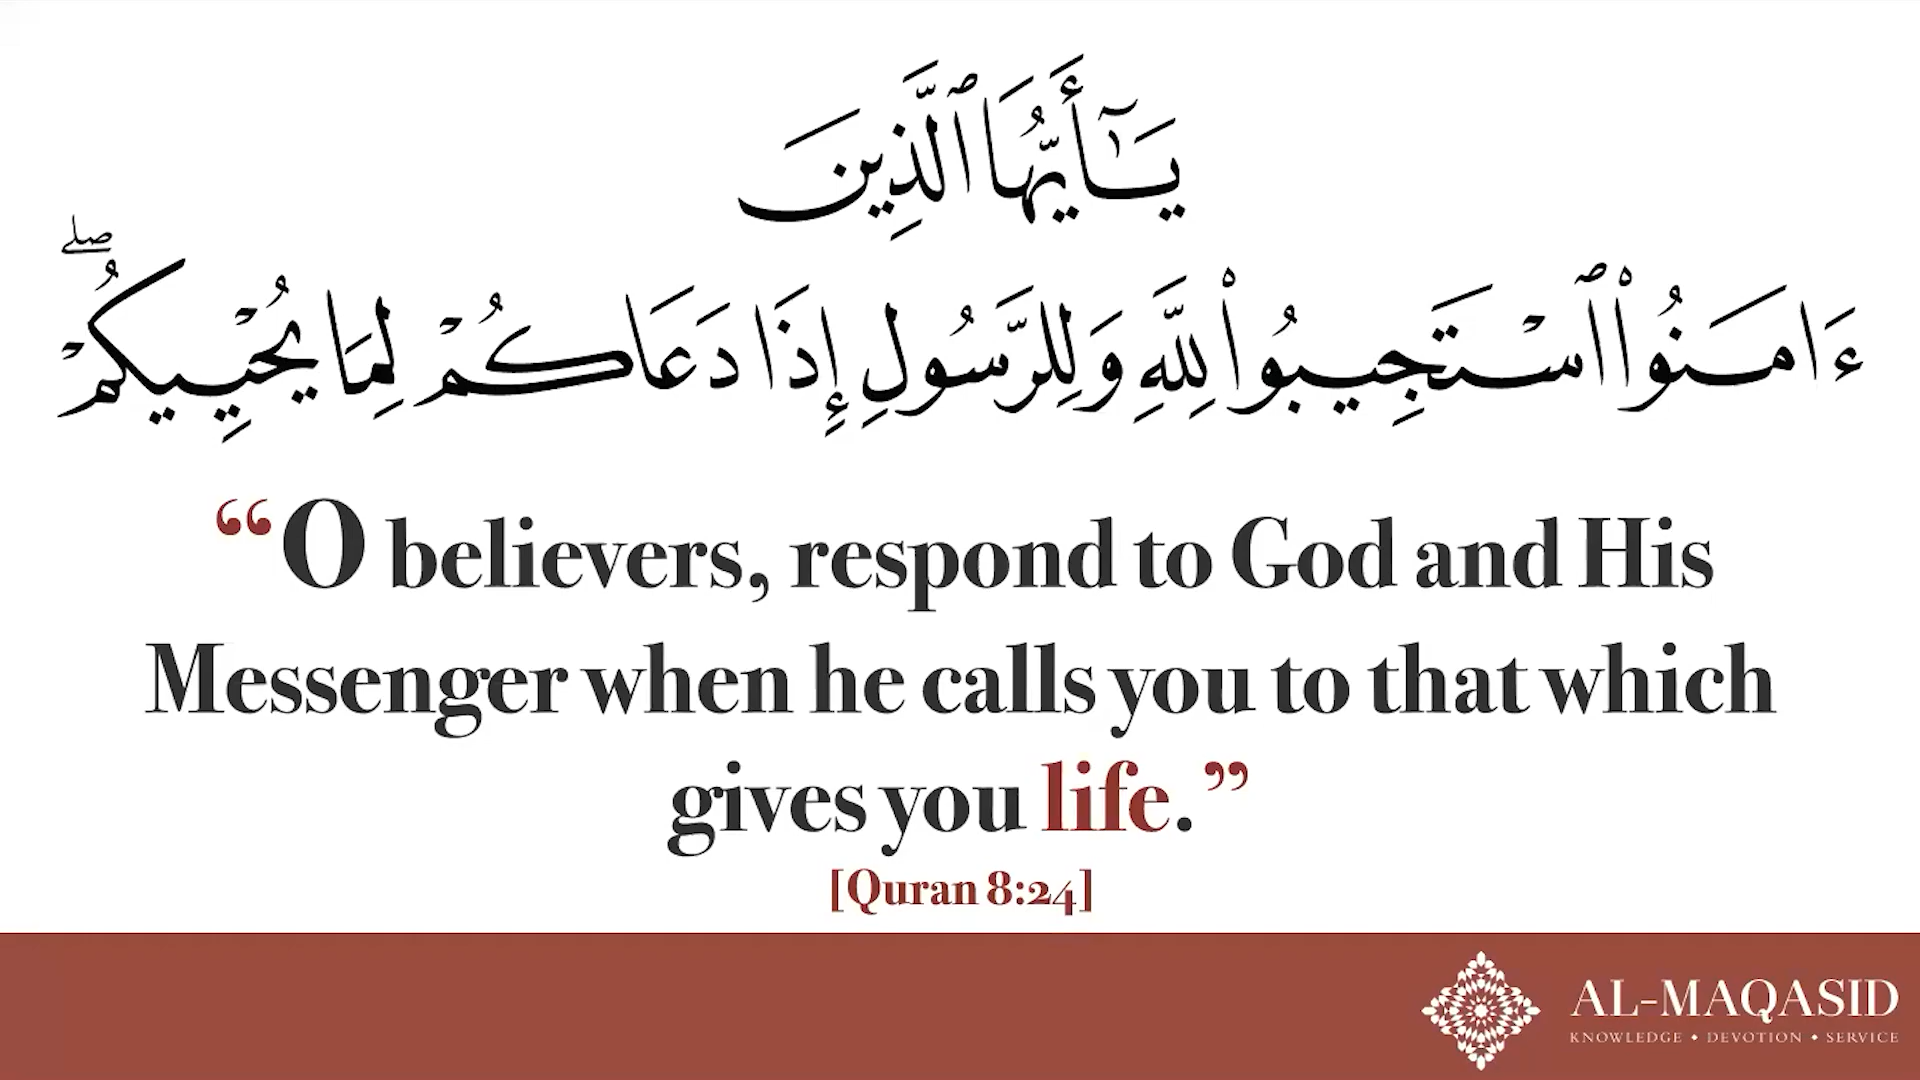 يَـٰٓأَيُّهَا ٱلَّذِينَ
ءَامَنُوا۟ ٱسْتَجِيبُوا۟ لِلَّهِ وَلِلرَّسُولِ إِذَا دَعَاكُمْ لِمَا يُحْيِيكُمْ ۖ
“O believers, respond to God and His
Messenger when he calls you to that which
gives you life.”
[Quran 8:24]
AL-MAQASID
KNOWLEDGE • DEVOTION • SERVICE